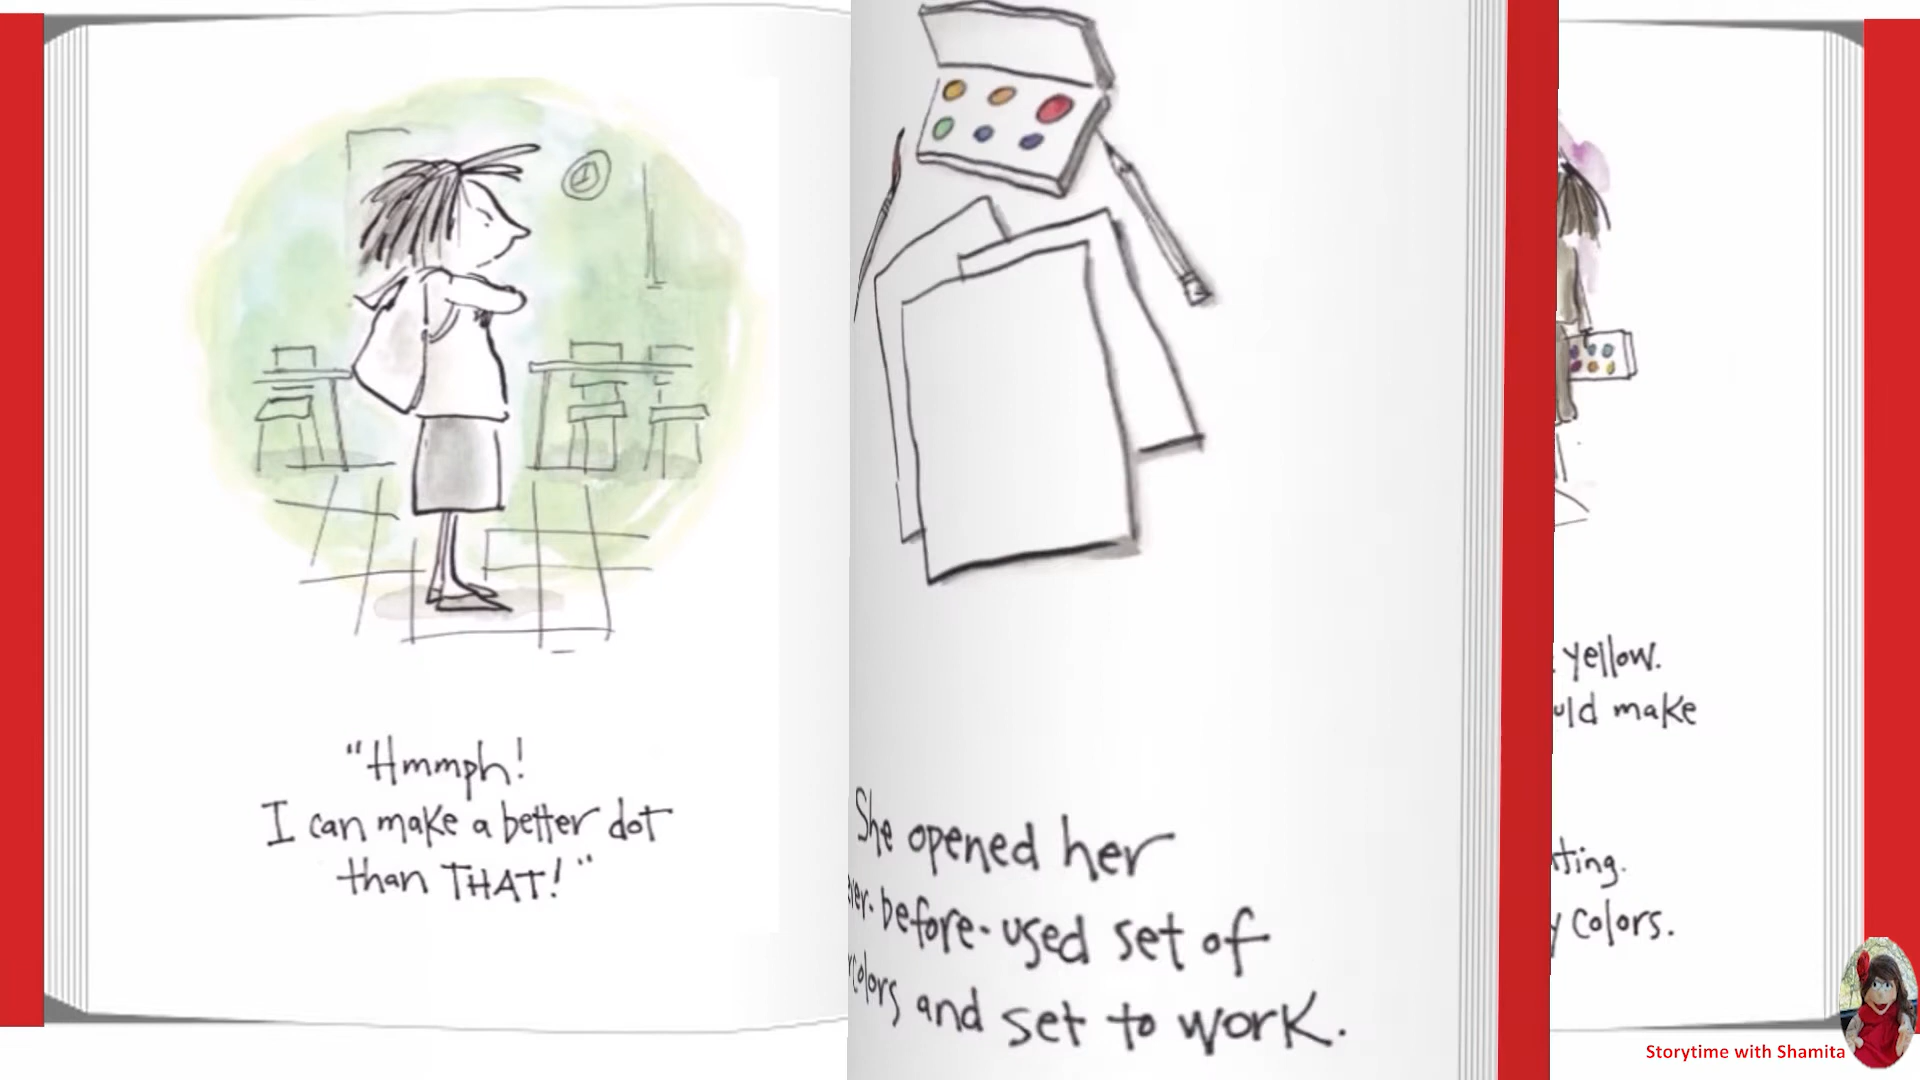 "Hmmph!
I can make a better dot
than THAT!"
She opened her
before-used set of
and set to work.
yellow.
make
colors.
Storytime with Shamita